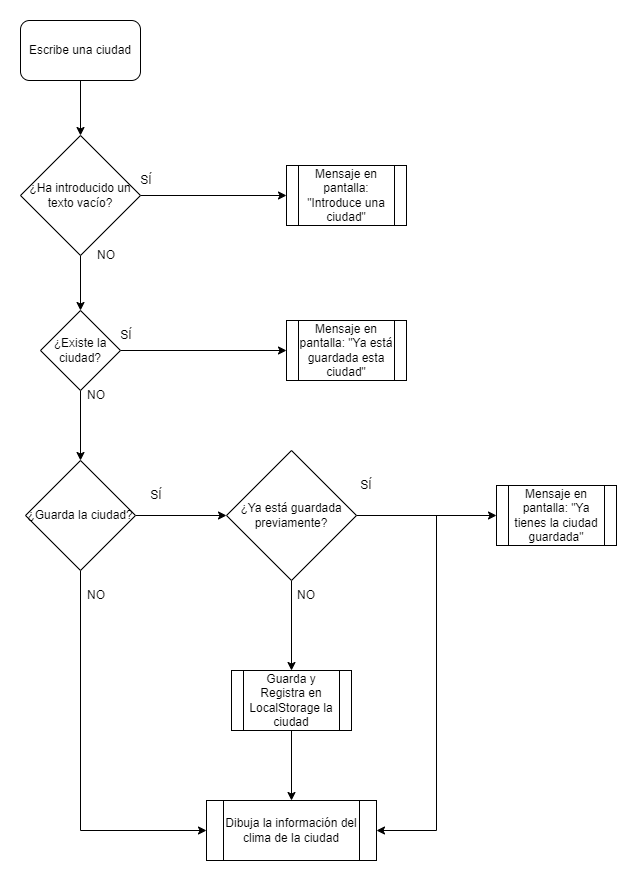 Escribe una ciudad
¿Ha introducido un
texto vacío?
SÍ
Mensaje en
pantalla:
"Introduce una
ciudad"
NO
¿Existe la
ciudad?
SÍ
Mensaje en
pantalla: "Ya está
guardada esta
ciudad"
NO
¿Guarda la ciudad?
SÍ
¿Ya está guardada
previamente?
SÍ
Mensaje en
pantalla: "Ya
tienes la ciudad
guardada"
NO
NO
Guarda y
Registra en
LocalStorage la
ciudad
Dibuja la información del
clima de la ciudad